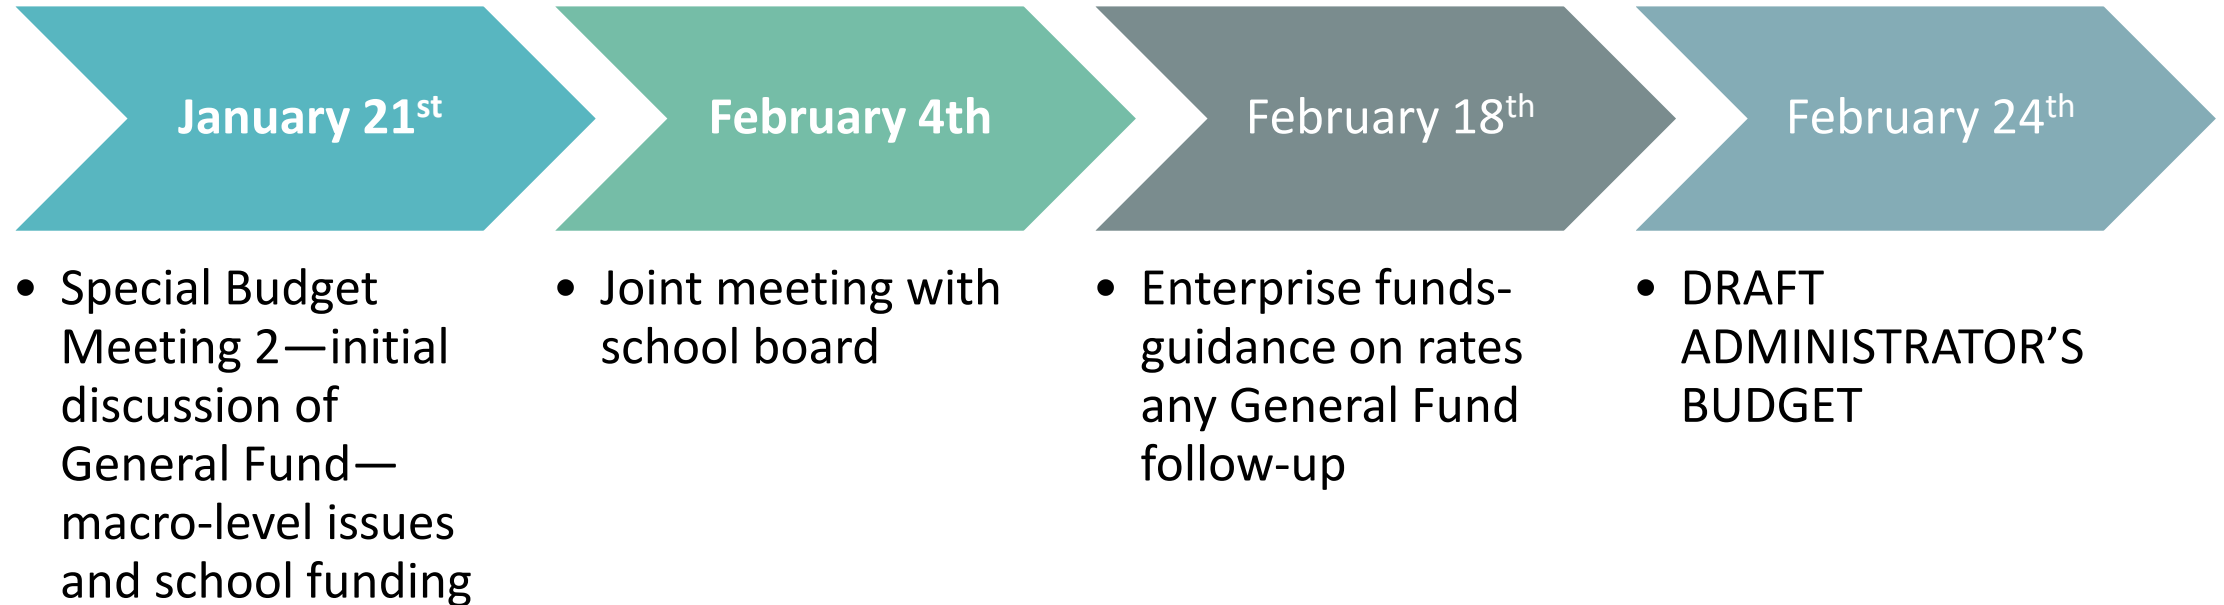 January 21st
• Special Budget
Meeting 2—initial
discussion of
General Fund—
macro-level issues
and school funding
February 4th
• Joint meeting with
school board
February 18th
• Enterprise funds-
guidance on rates
any General Fund
follow-up
February 24th
• DRAFT
ADMINISTRATOR’S
BUDGET